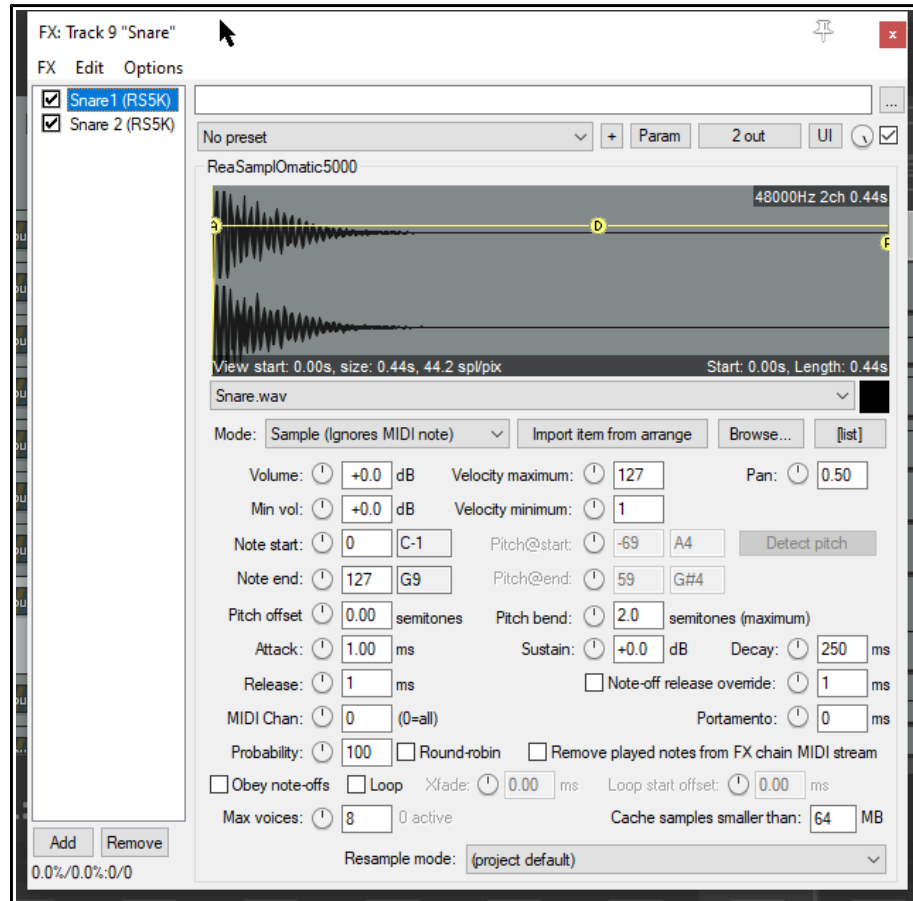 FX: Track 9 "Snare"
x
FX Edit Options
Snare1 (RS5K)
Snare 2 (RS5K)
...
No preset + Param 2 out UI
ReaSamplOmatic5000
48000Hz 2ch 0.44s
A D
View start: 0.00s, size: 0.44s, 44.2 spl/pix Start: 0.00s, Length: 0.44s
Snare.wav
Mode: Sample (Ignores MIDI note) Import item from arrange Browse... [list]
Volume: +0.0 dB Velocity maximum: 127 Pan: 0.50
Min vol: +0.0 dB Velocity minimum: 1
Note start: 0 C-1 Pitch@start: -69 A4 Detect pitch
Note end: 127 G9 Pitch@end: 59 G#4
Pitch offset 0.00 semitones Pitch bend: 2.0 semitones (maximum)
Attack: 1.00 ms Sustain: +0.0 dB Decay: 250 ms
Release: 1 ms Note-off release override: 1 ms
MIDI Chan: 0 (0=all) Portamento: 0 ms
Probability: 100 Round-robin Remove played notes from FX chain MIDI stream
Obey note-offs Loop Xfade: 0.00 ms Loop start offset: 0.00 ms
Max voices: 8 0 active Cache samples smaller than: 64 MB
Resample mode: (project default)
Add Remove
0.0%/0.0%:0/0